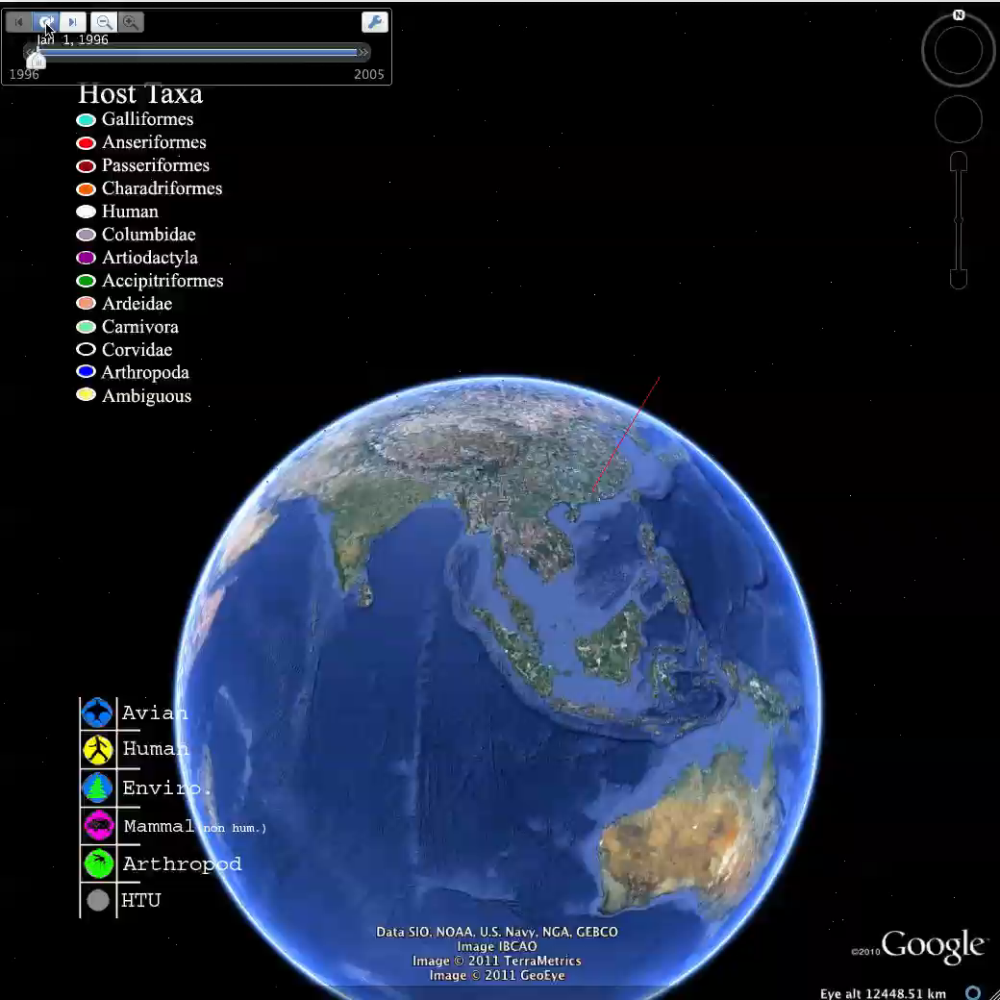 Jan 1, 1996
1996
2005
N
Host Taxa
Galliformes
Anseriformes
Passeriformes
Charadriformes
Human
Columbidae
Artiodactyla
Accipitriformes
Ardeidae
Carnivora
Corvidae
Arthropoda
Ambiguous
Avian
Human
Enviro.
Mammal (non hum.)
Arthropod
HTU
Data SIO, NOAA, U.S. Navy, NGA, GEBCO
Image IBCAO
Image © 2011 TerraMetrics
Image © 2011 GeoEye
©2010 Google
Eye alt 12448.51 km